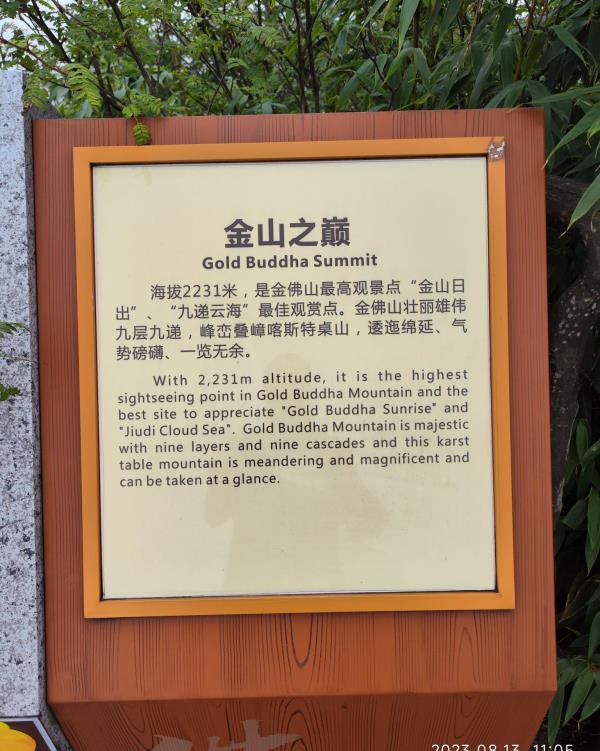 金山之巅
Gold Buddha Summit
海拔2231米，是金佛山最高观景点“金山日
出”、“九递云海”最佳观赏点。金佛山壮丽雄伟
九层九递，峰峦叠嶂喀斯特桌山，逶迤绵延、气
势磅礴、一览无余。
With 2,231m altitude, it is the highest
sightseeing point in Gold Buddha Mountain and the
best site to appreciate "Gold Buddha Sunrise" and
"Jiudi Cloud Sea". Gold Buddha Mountain is majestic
with nine layers and nine cascades and this karst
table mountain is meandering and magnificent and
can be taken at a glance.
2023.08.13 11:05